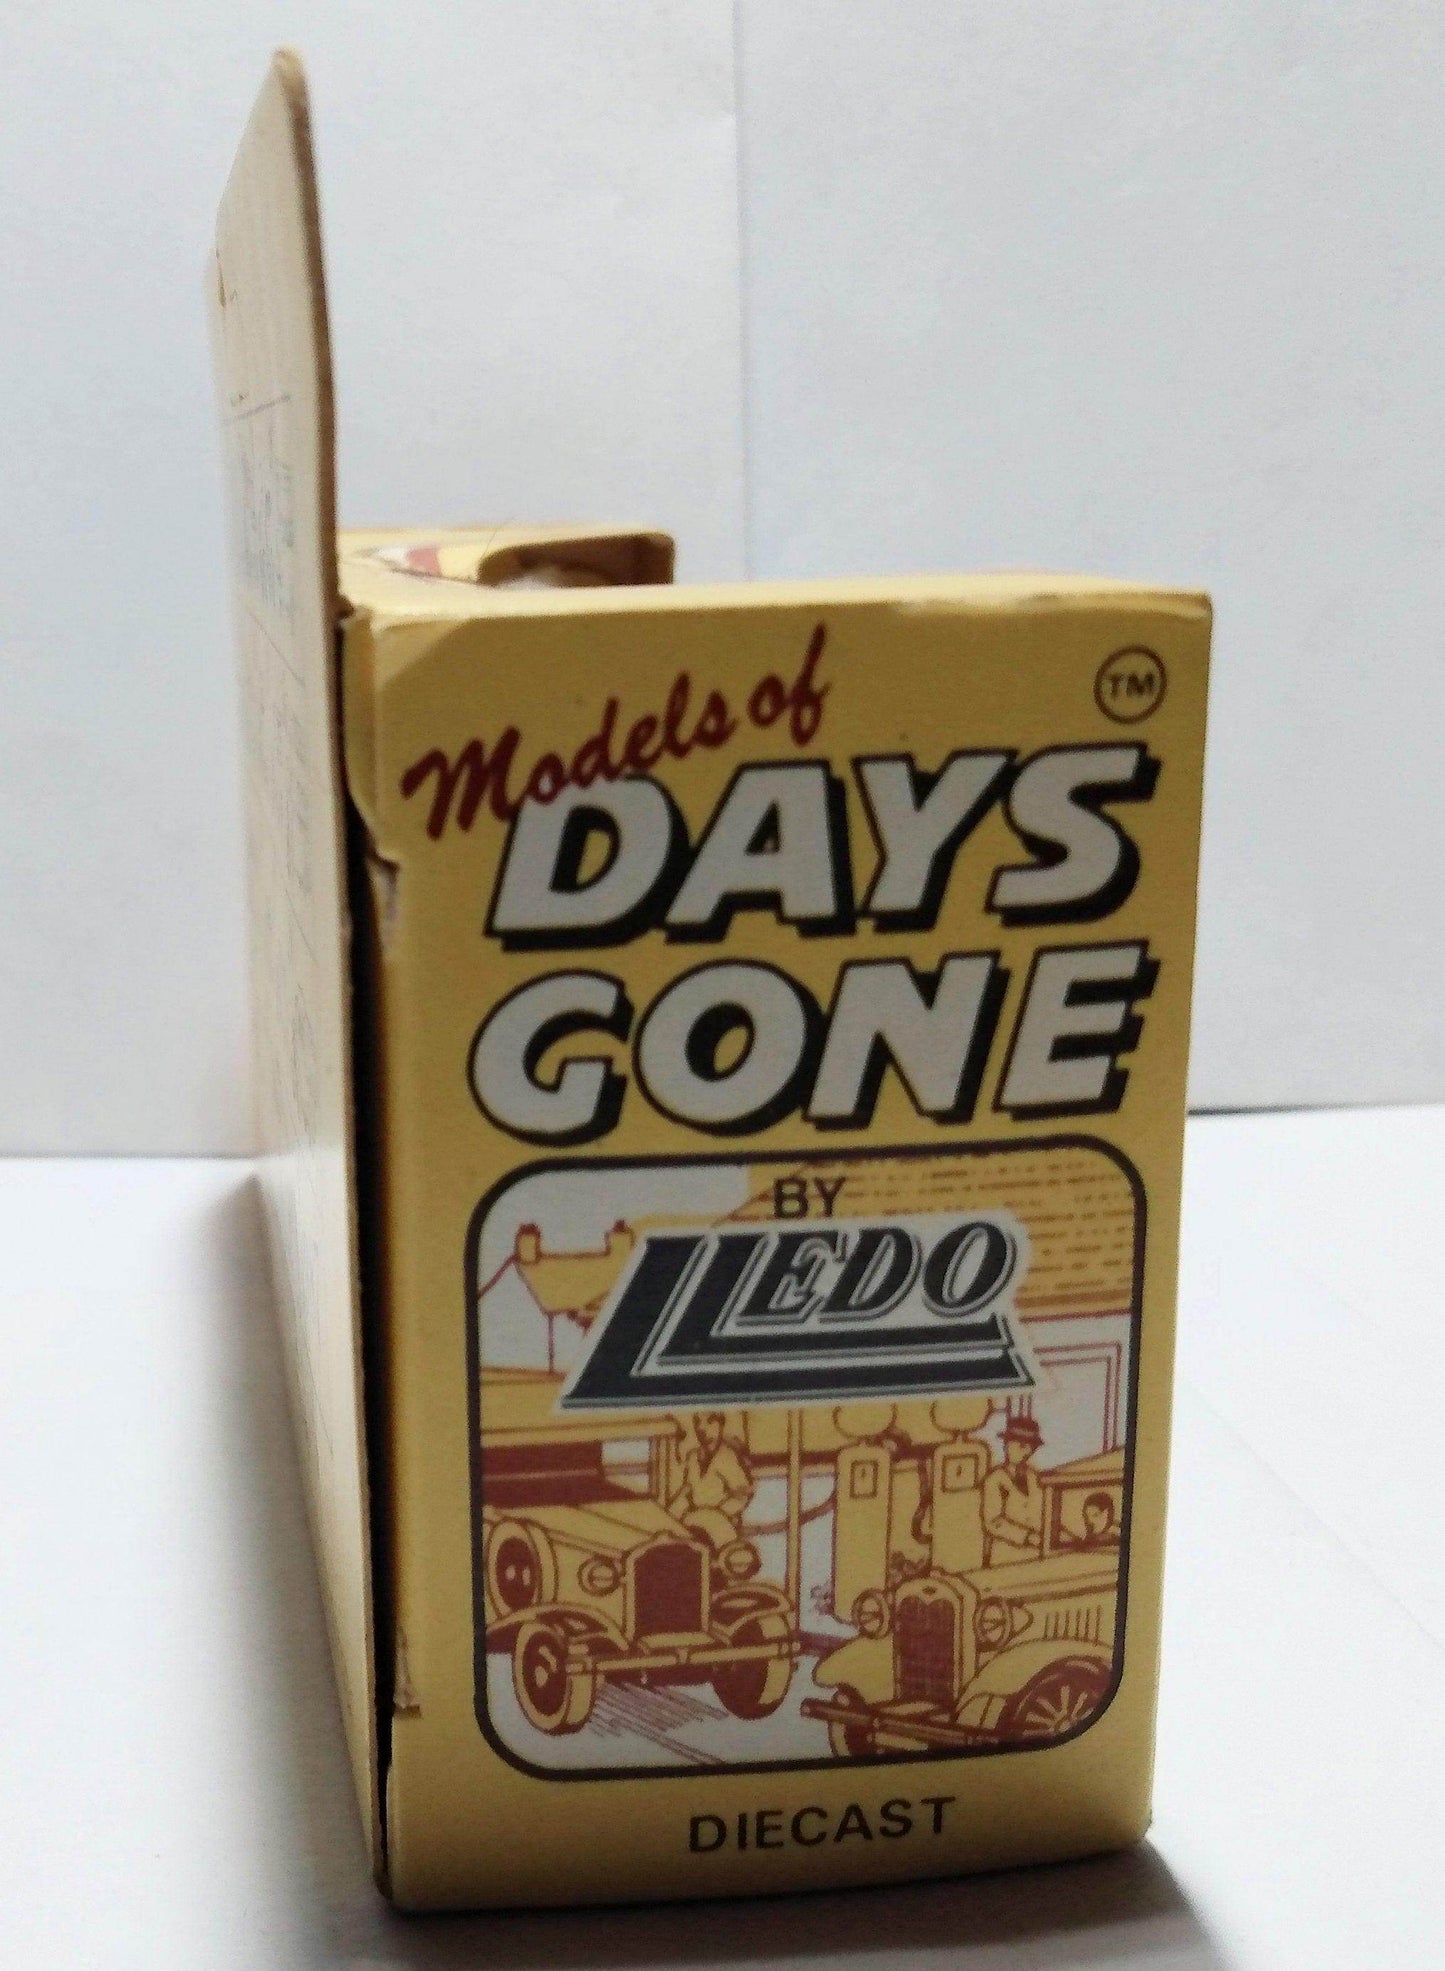 Models of
TM
DAYS
GONE
BY
LLEDO
DIECAST